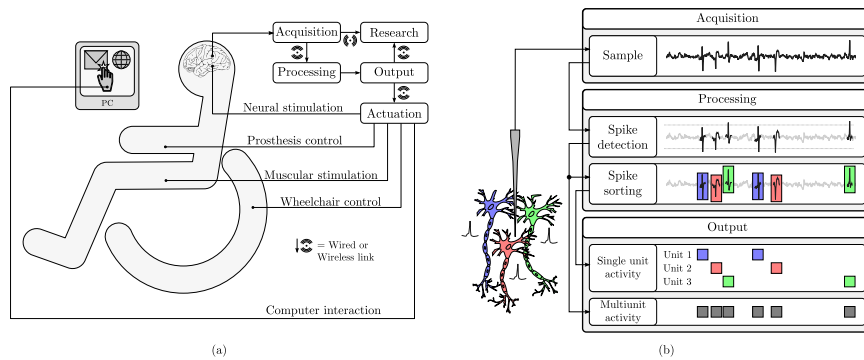 Acquisition
Research
Processing
Output
Actuation
PC
Neural stimulation
Prosthesis control
Muscular stimulation
Wheelchair control
= Wired or
Wireless link
Computer interaction
(a)
Acquisition
Sample
Processing
Spike
detection
Spike
sorting
Output
Single unit
activity
Unit 1
Unit 2
Unit 3
Multiunit
activity
(b)